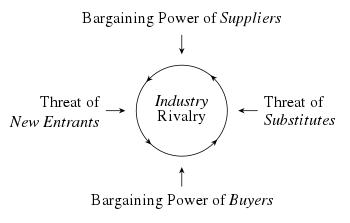 Bargaining Power of Suppliers
Threat of
New Entrants
Industry
Rivalry
Threat of
Substitutes
Bargaining Power of Buyers